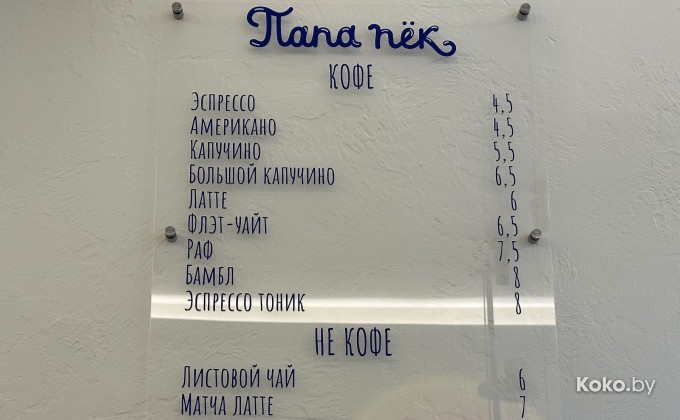 Папа пёк
КОФЕ
Эспрессо 4,5
Американо 4,5
Капучино 5,5
Большой капучино 6,5
Латте 6
Флэт-уайт 6,5
Раф 7,5
Бамбл 8
Эспрессо тоник 8
НЕ КОФЕ
Листовой чай 6
Матча латте 7
Koko.by